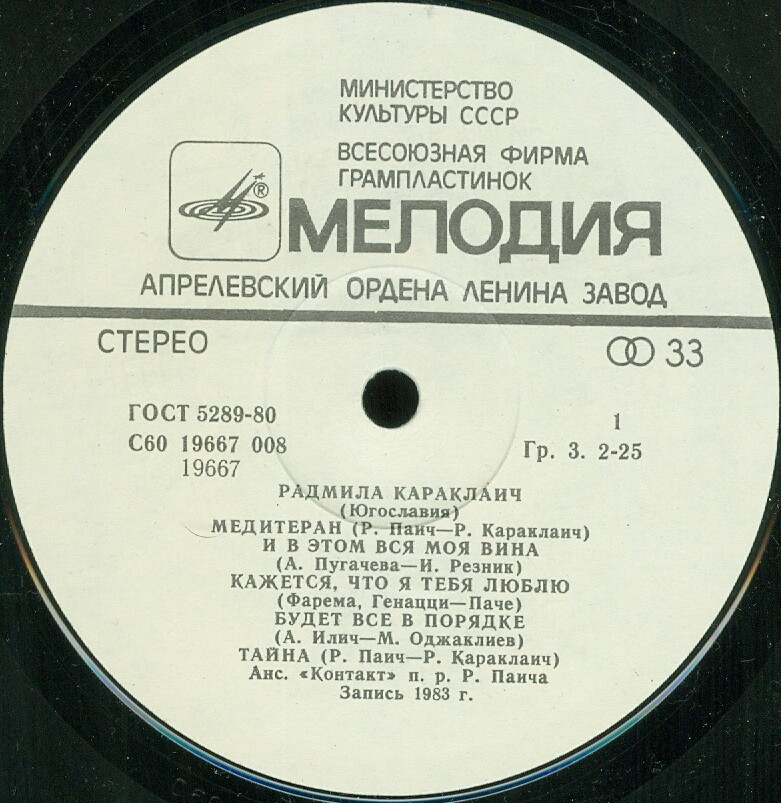 МИНИСТЕРСТВО
КУЛЬТУРЫ СССР
ВСЕСОЮЗНАЯ ФИРМА
ГРАМПЛАСТИНОК
®
МЕЛОДИЯ
АПРЕЛЕВСКИЙ ОРДЕНА ЛЕНИНА ЗАВОД
СТЕРЕО
33
ГОСТ 5289-80
С60 19667 008
19667
1
Гр. 3. 2-25
РАДМИЛА КАРАКЛАИЧ
(Югославия)
МЕДИТЕРАН (Р. Паич—Р. Караклаич)
И В ЭТОМ ВСЯ МОЯ ВИНА
(А. Пугачева—И. Резник)
КАЖЕТСЯ, ЧТО Я ТЕБЯ ЛЮБЛЮ
(Фарема, Генацци—Паче)
БУДЕТ ВСЕ В ПОРЯДКЕ
(А. Илич—М. Оджаклиев)
ТАЙНА (Р. Паич—Р. Караклаич)
Анс. «Контакт» п. р. Р. Паича
Запись 1983 г.